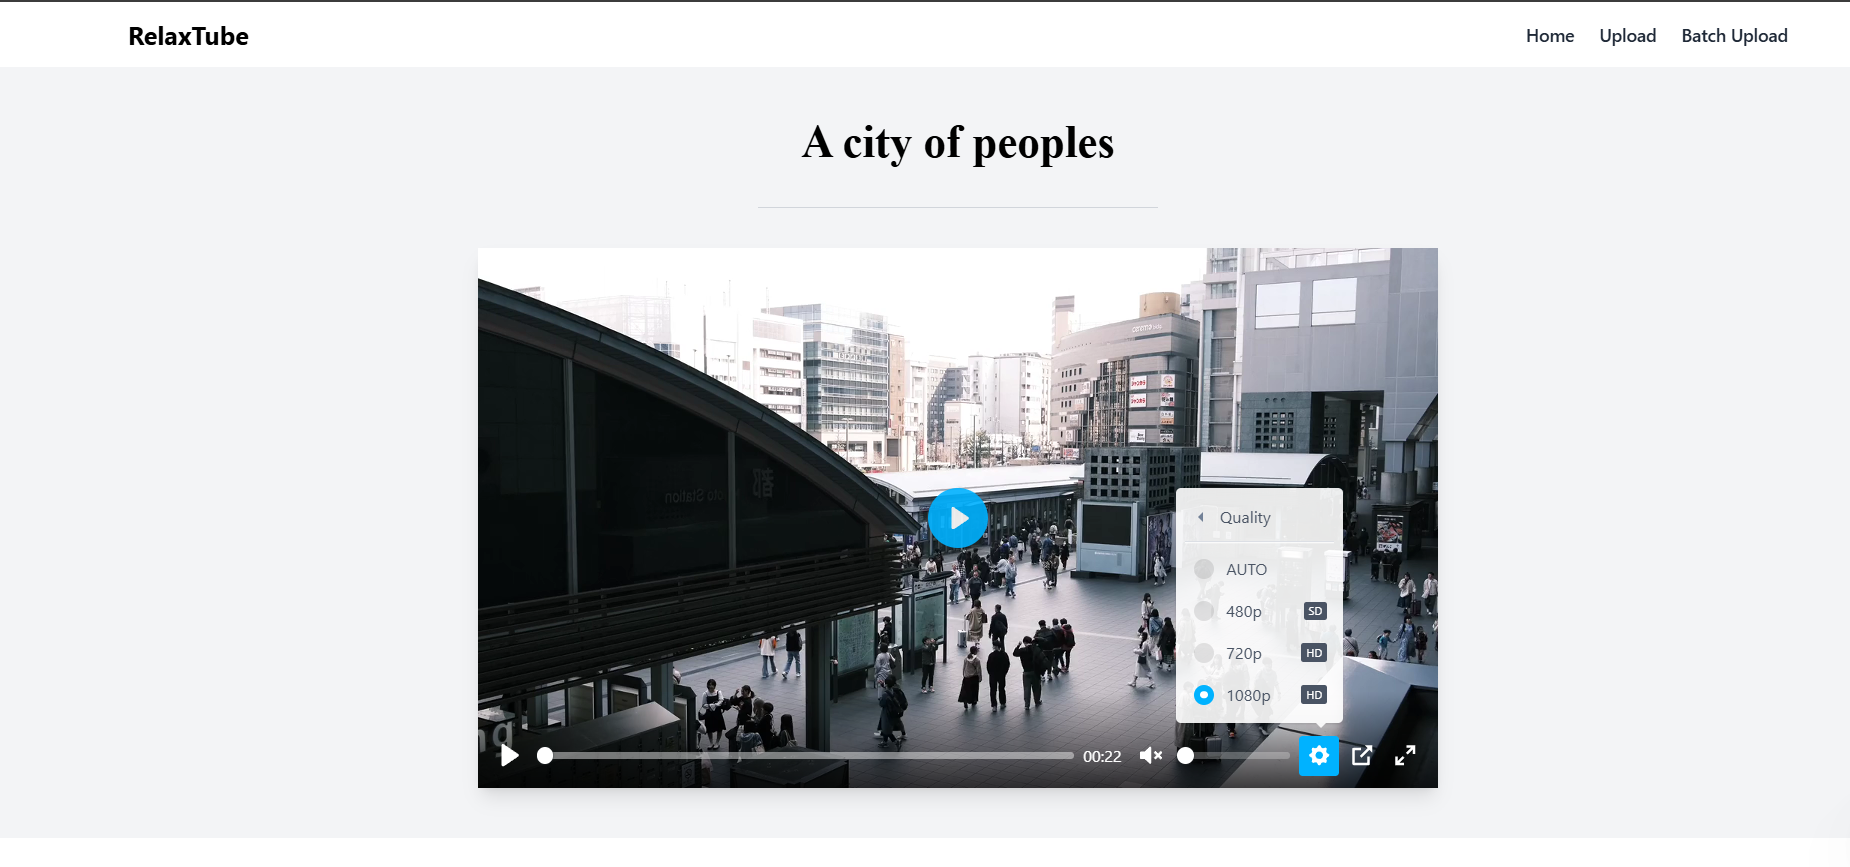 RelaxTube
Home Upload Batch Upload
A city of peoples
Quality
AUTO
480p SD
720p HD
1080p HD
00:22